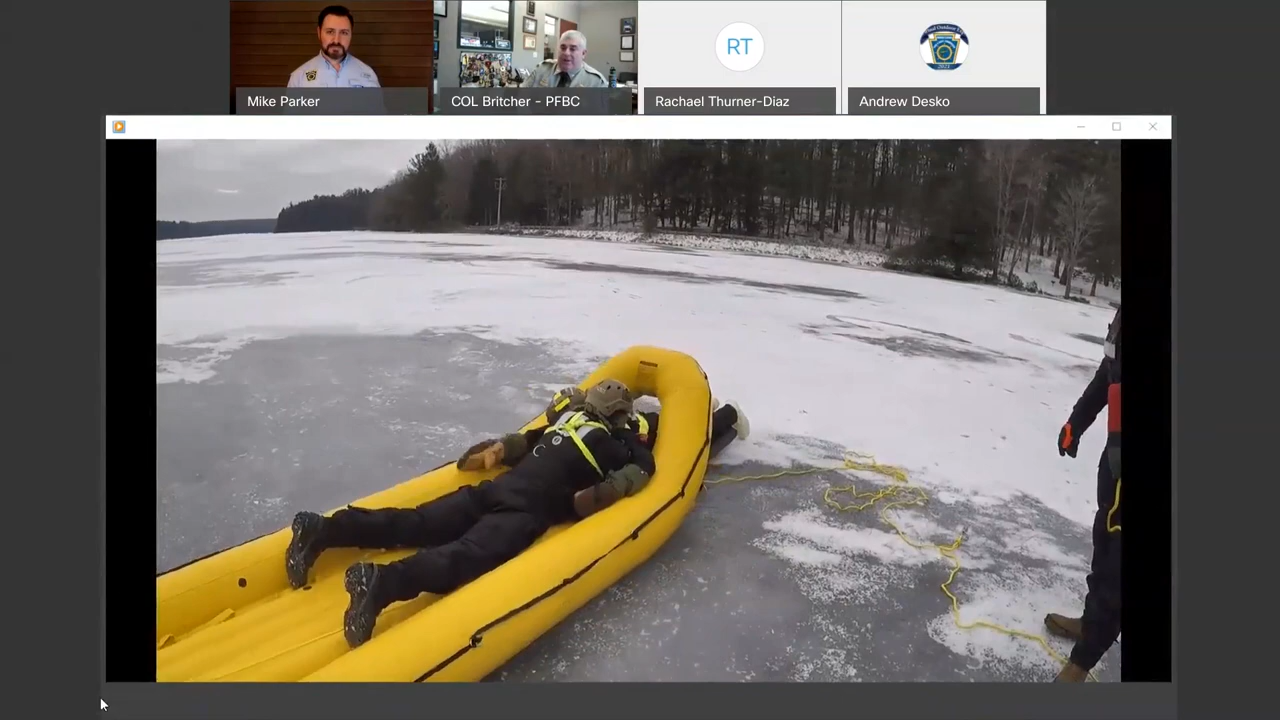 Mike Parker
COL Britcher - PFBC
RT
Rachael Thurner-Diaz
Andrew Desko